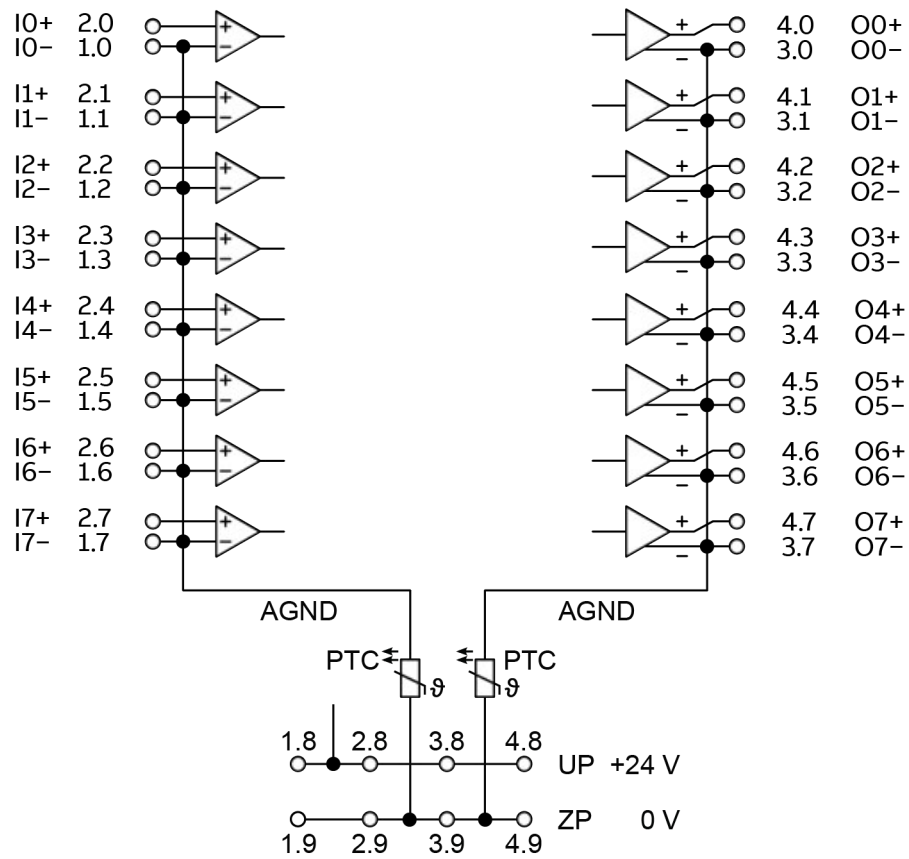 I0+ 2.0 + 4.0 O0+
I0− 1.0 − 3.0 O0−
I1+ 2.1 + 4.1 O1+
I1− 1.1 − 3.1 O1−
I2+ 2.2 + 4.2 O2+
I2− 1.2 − 3.2 O2−
I3+ 2.3 + 4.3 O3+
I3− 1.3 − 3.3 O3−
I4+ 2.4 + 4.4 O4+
I4− 1.4 − 3.4 O4−
I5+ 2.5 + 4.5 O5+
I5− 1.5 − 3.5 O5−
I6+ 2.6 + 4.6 O6+
I6− 1.6 − 3.6 O6−
I7+ 2.7 + 4.7 O7+
I7− 1.7 − 3.7 O7−
AGND AGND
PTC ϑ PTC ϑ
1.8 2.8 3.8 4.8
UP +24 V
ZP 0 V
1.9 2.9 3.9 4.9